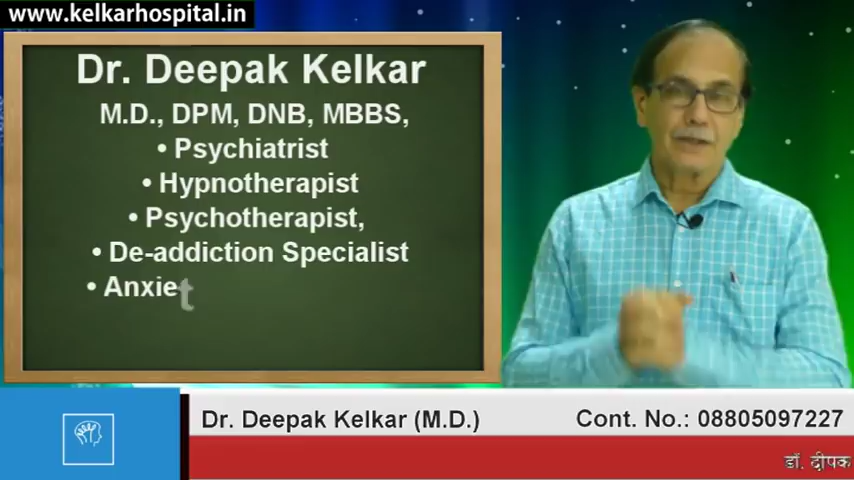 www.kelkarhospital.in
Dr. Deepak Kelkar
M.D., DPM, DNB, MBBS,
• Psychiatrist
• Hypnotherapist
• Psychotherapist,
• De-addiction Specialist
• Anxiet
Dr. Deepak Kelkar (M.D.)
Cont. No.: 08805097227
डॉ. दीपक